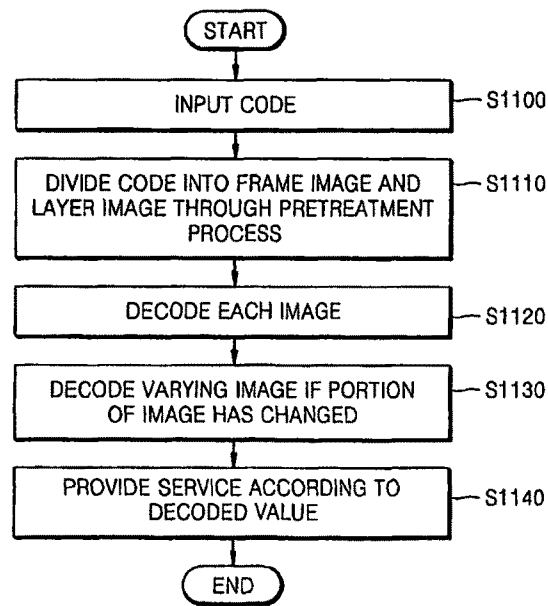 START
INPUT CODE
S1100
DIVIDE CODE INTO FRAME IMAGE AND
LAYER IMAGE THROUGH PRETREATMENT
PROCESS
S1110
DECODE EACH IMAGE
S1120
DECODE VARYING IMAGE IF PORTION
OF IMAGE HAS CHANGED
S1130
PROVIDE SERVICE ACCORDING TO
DECODED VALUE
S1140
END